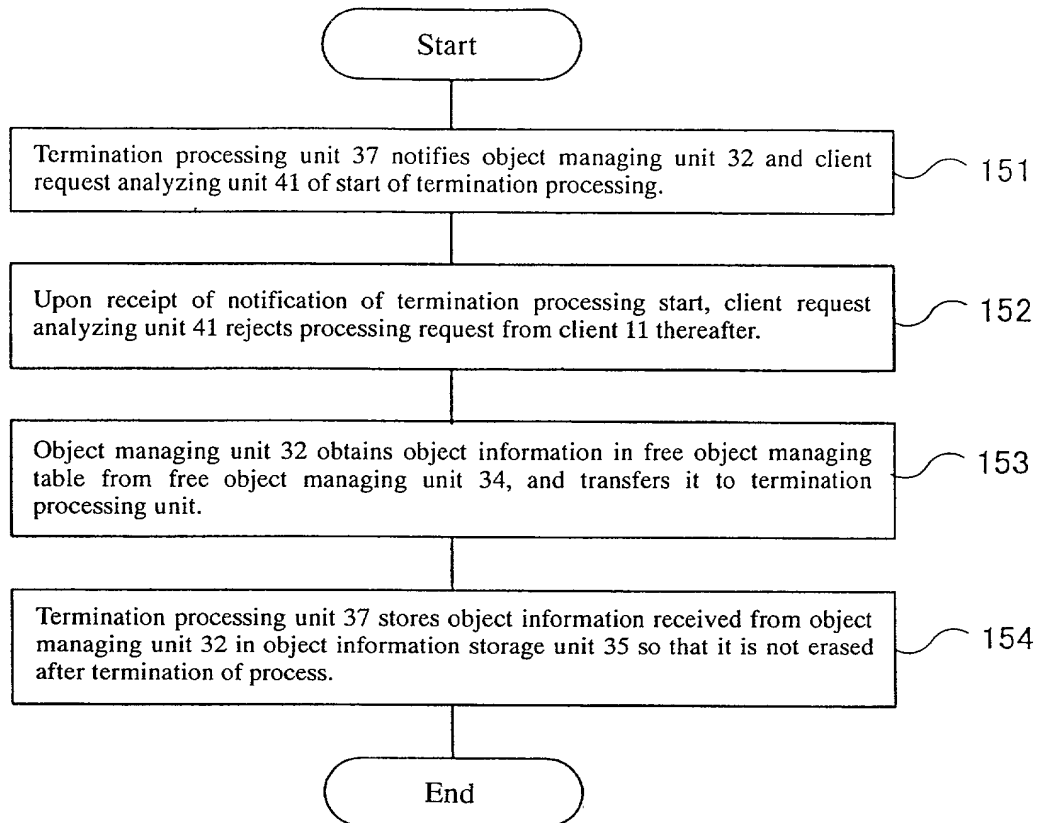 Start
Termination processing unit 37 notifies object managing unit 32 and client
request analyzing unit 41 of start of termination processing.
151
Upon receipt of notification of termination processing start, client request
analyzing unit 41 rejects processing request from client 11 thereafter.
152
Object managing unit 32 obtains object information in free object managing
table from free object managing unit 34, and transfers it to termination
processing unit.
153
Termination processing unit 37 stores object information received from object
managing unit 32 in object information storage unit 35 so that it is not erased
after termination of process.
154
End